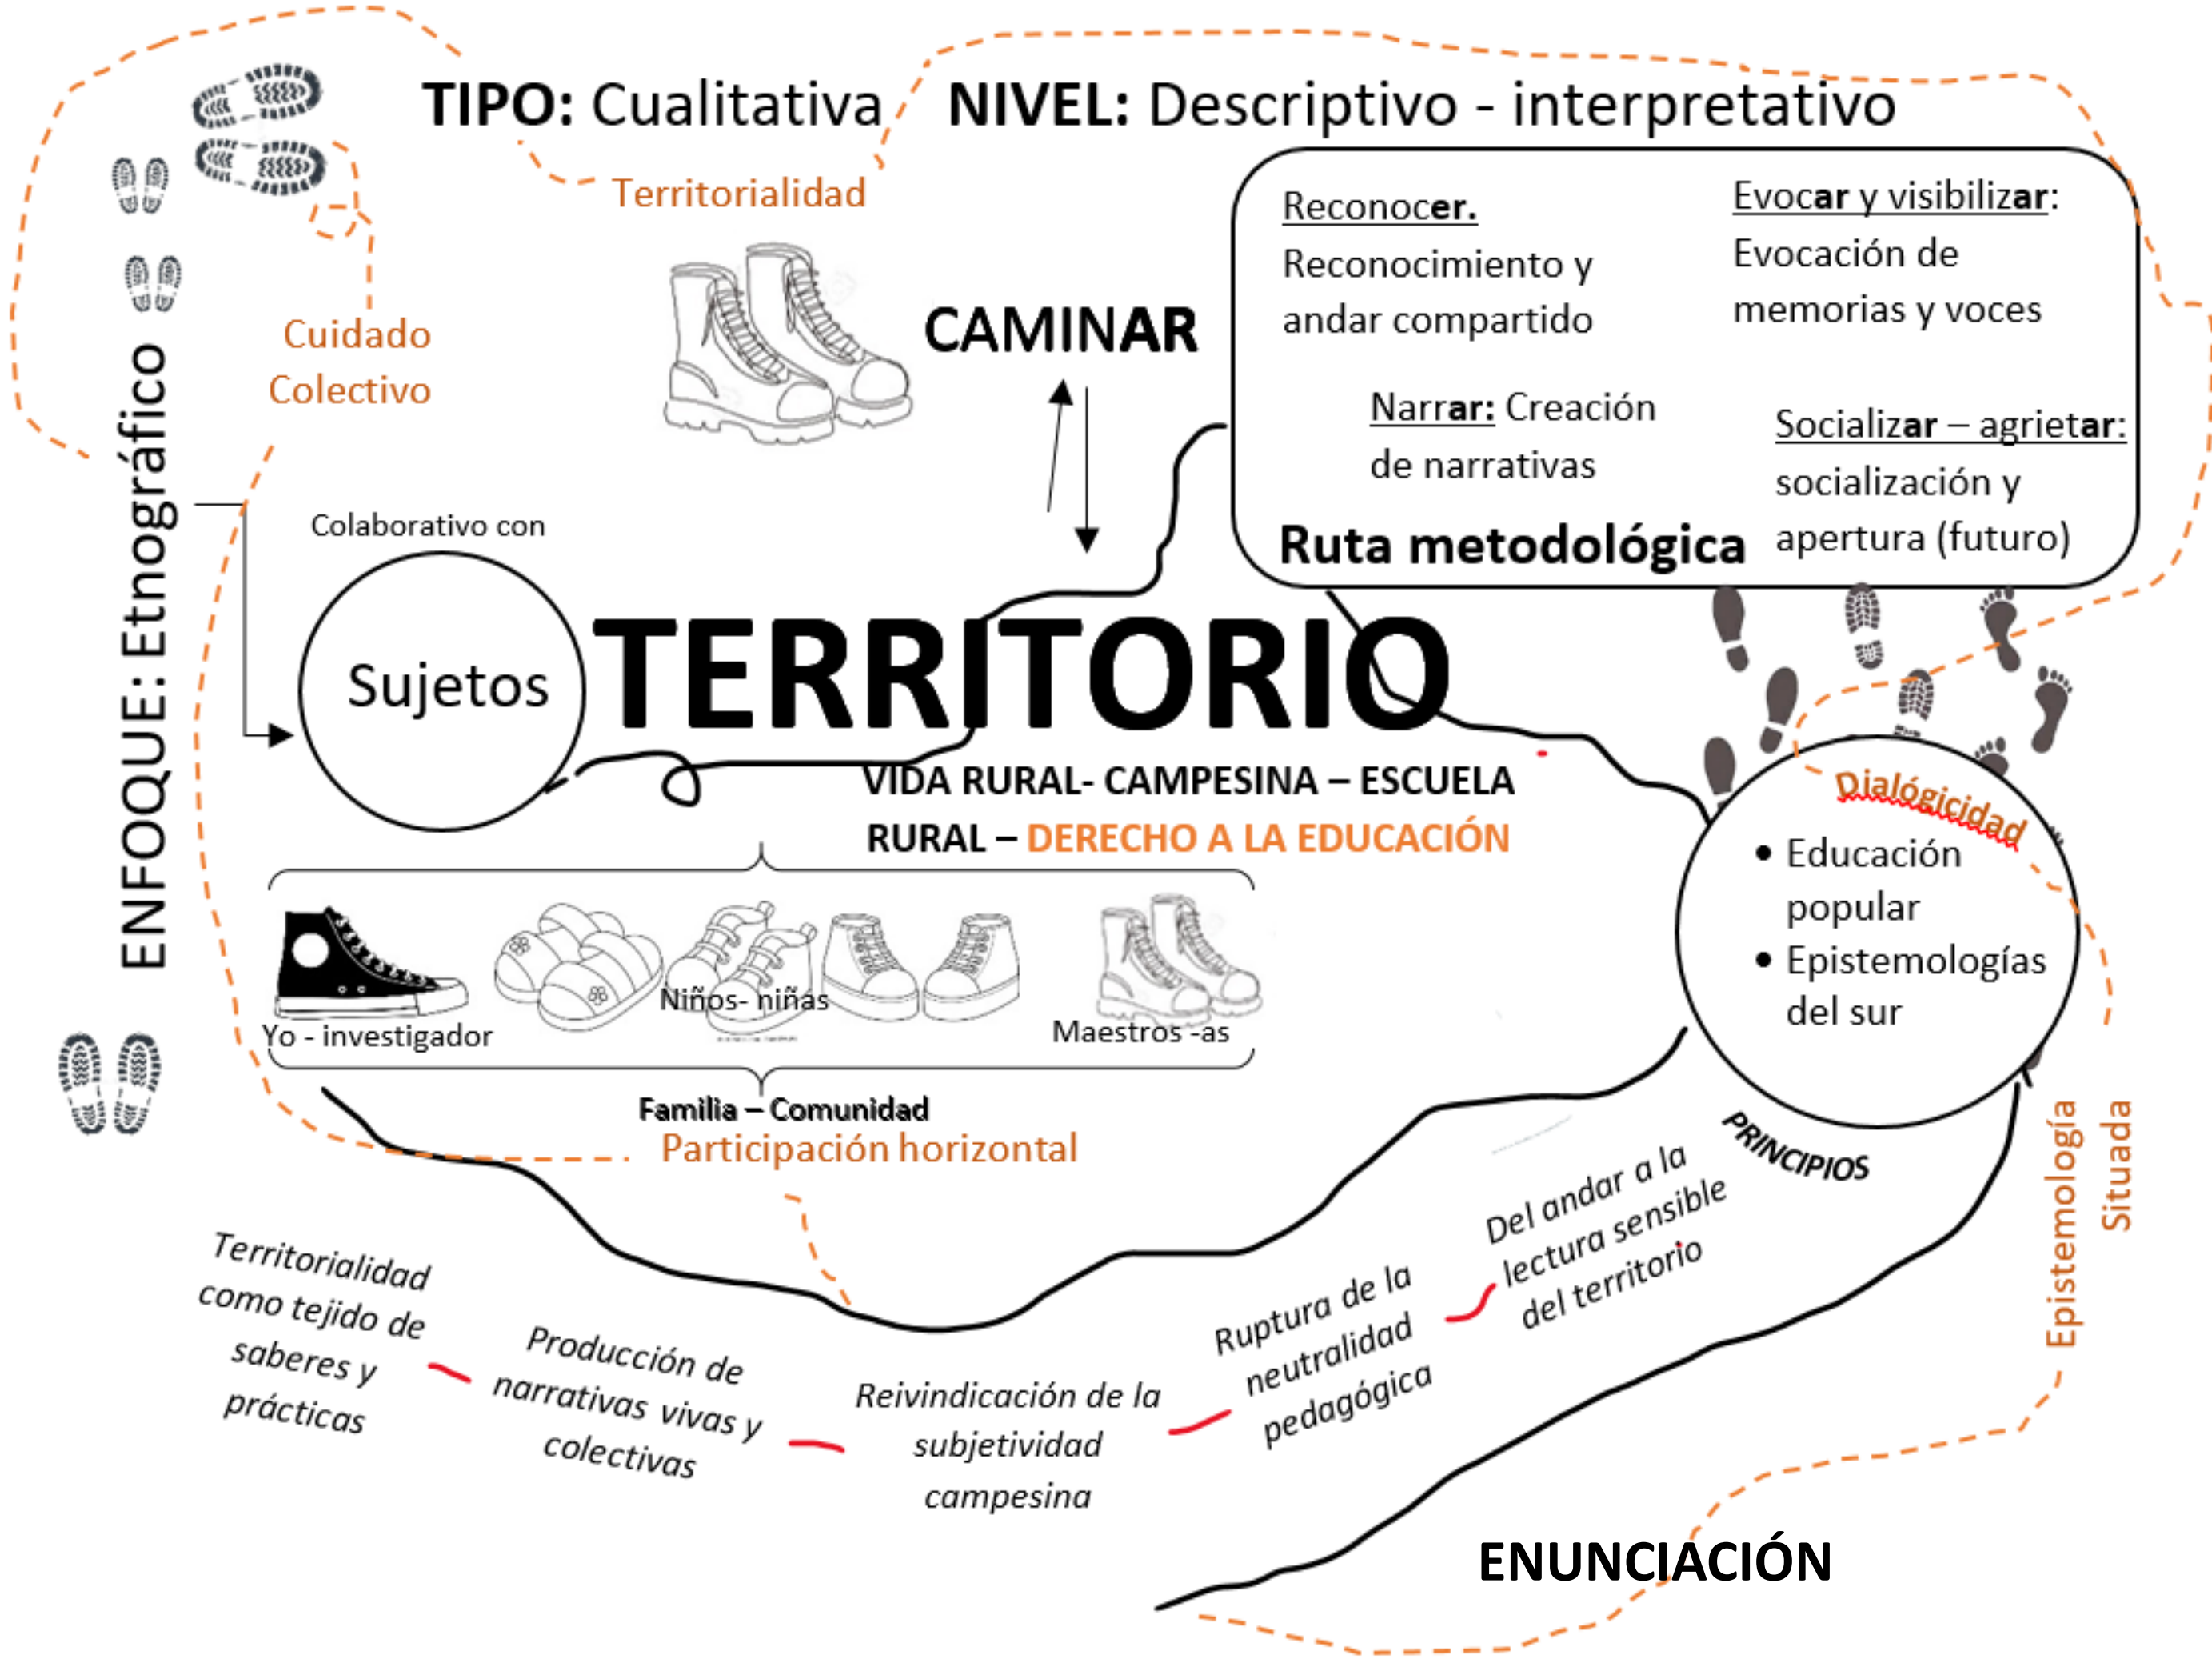 TIPO: Cualitativa
NIVEL: Descriptivo - interpretativo
Territorialidad
Reconocer.
Reconocimiento y
andar compartido
Evocar y visibilizar:
Evocación de
memorias y voces
Narrar: Creación
de narrativas
Socializar – agrietar:
socialización y
apertura (futuro)
Ruta metodológica
CAMINAR
Cuidado
Colectivo
ENFOQUE: Etnográfico
Colaborativo con
Sujetos
TERRITORIO
VIDA RURAL- CAMPESINA – ESCUELA
RURAL – DERECHO A LA EDUCACIÓN
Dialógicidad
Educación
popular
Epistemologías
del sur
PRINCIPIOS
Epistemología
Situada
Yo - investigador
Niños- niñas
Maestros -as
Familia – Comunidad
Participación horizontal
Territorialidad
como tejido de
saberes y
prácticas
Producción de
narrativas vivas y
colectivas
Reivindicación de la
subjetividad
campesina
Ruptura de la
neutralidad
pedagógica
Del andar a la
lectura sensible
del territorio
ENUNCIACIÓN